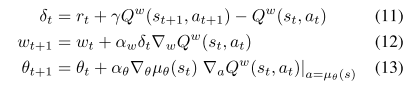 δ_t = r_t + γQ^w(s_{t+1}, a_{t+1}) − Q^w(s_t, a_t) (11)
w_{t+1} = w_t + α_w δ_t ∇_w Q^w(s_t, a_t) (12)
θ_{t+1} = θ_t + α_θ ∇_θ μ_θ(s_t) ∇_a Q^w(s_t, a_t)|_{a=μ_θ(s)} (13)